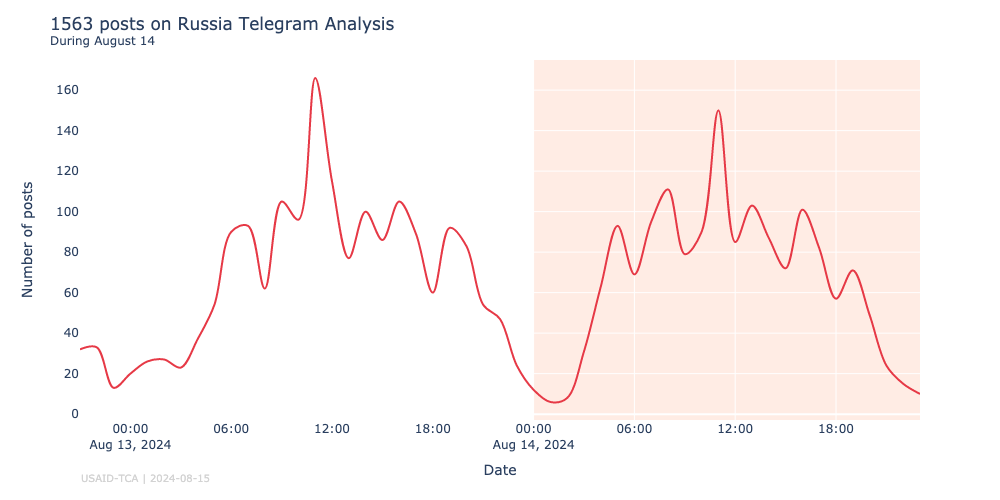 1563 posts on Russia Telegram Analysis
During August 14
Number of posts
160
140
120
100
80
60
40
20
0
00:00 06:00 12:00 18:00 00:00 06:00 12:00 18:00
Aug 13, 2024 Aug 14, 2024
Date
USAID-TCA | 2024-08-15